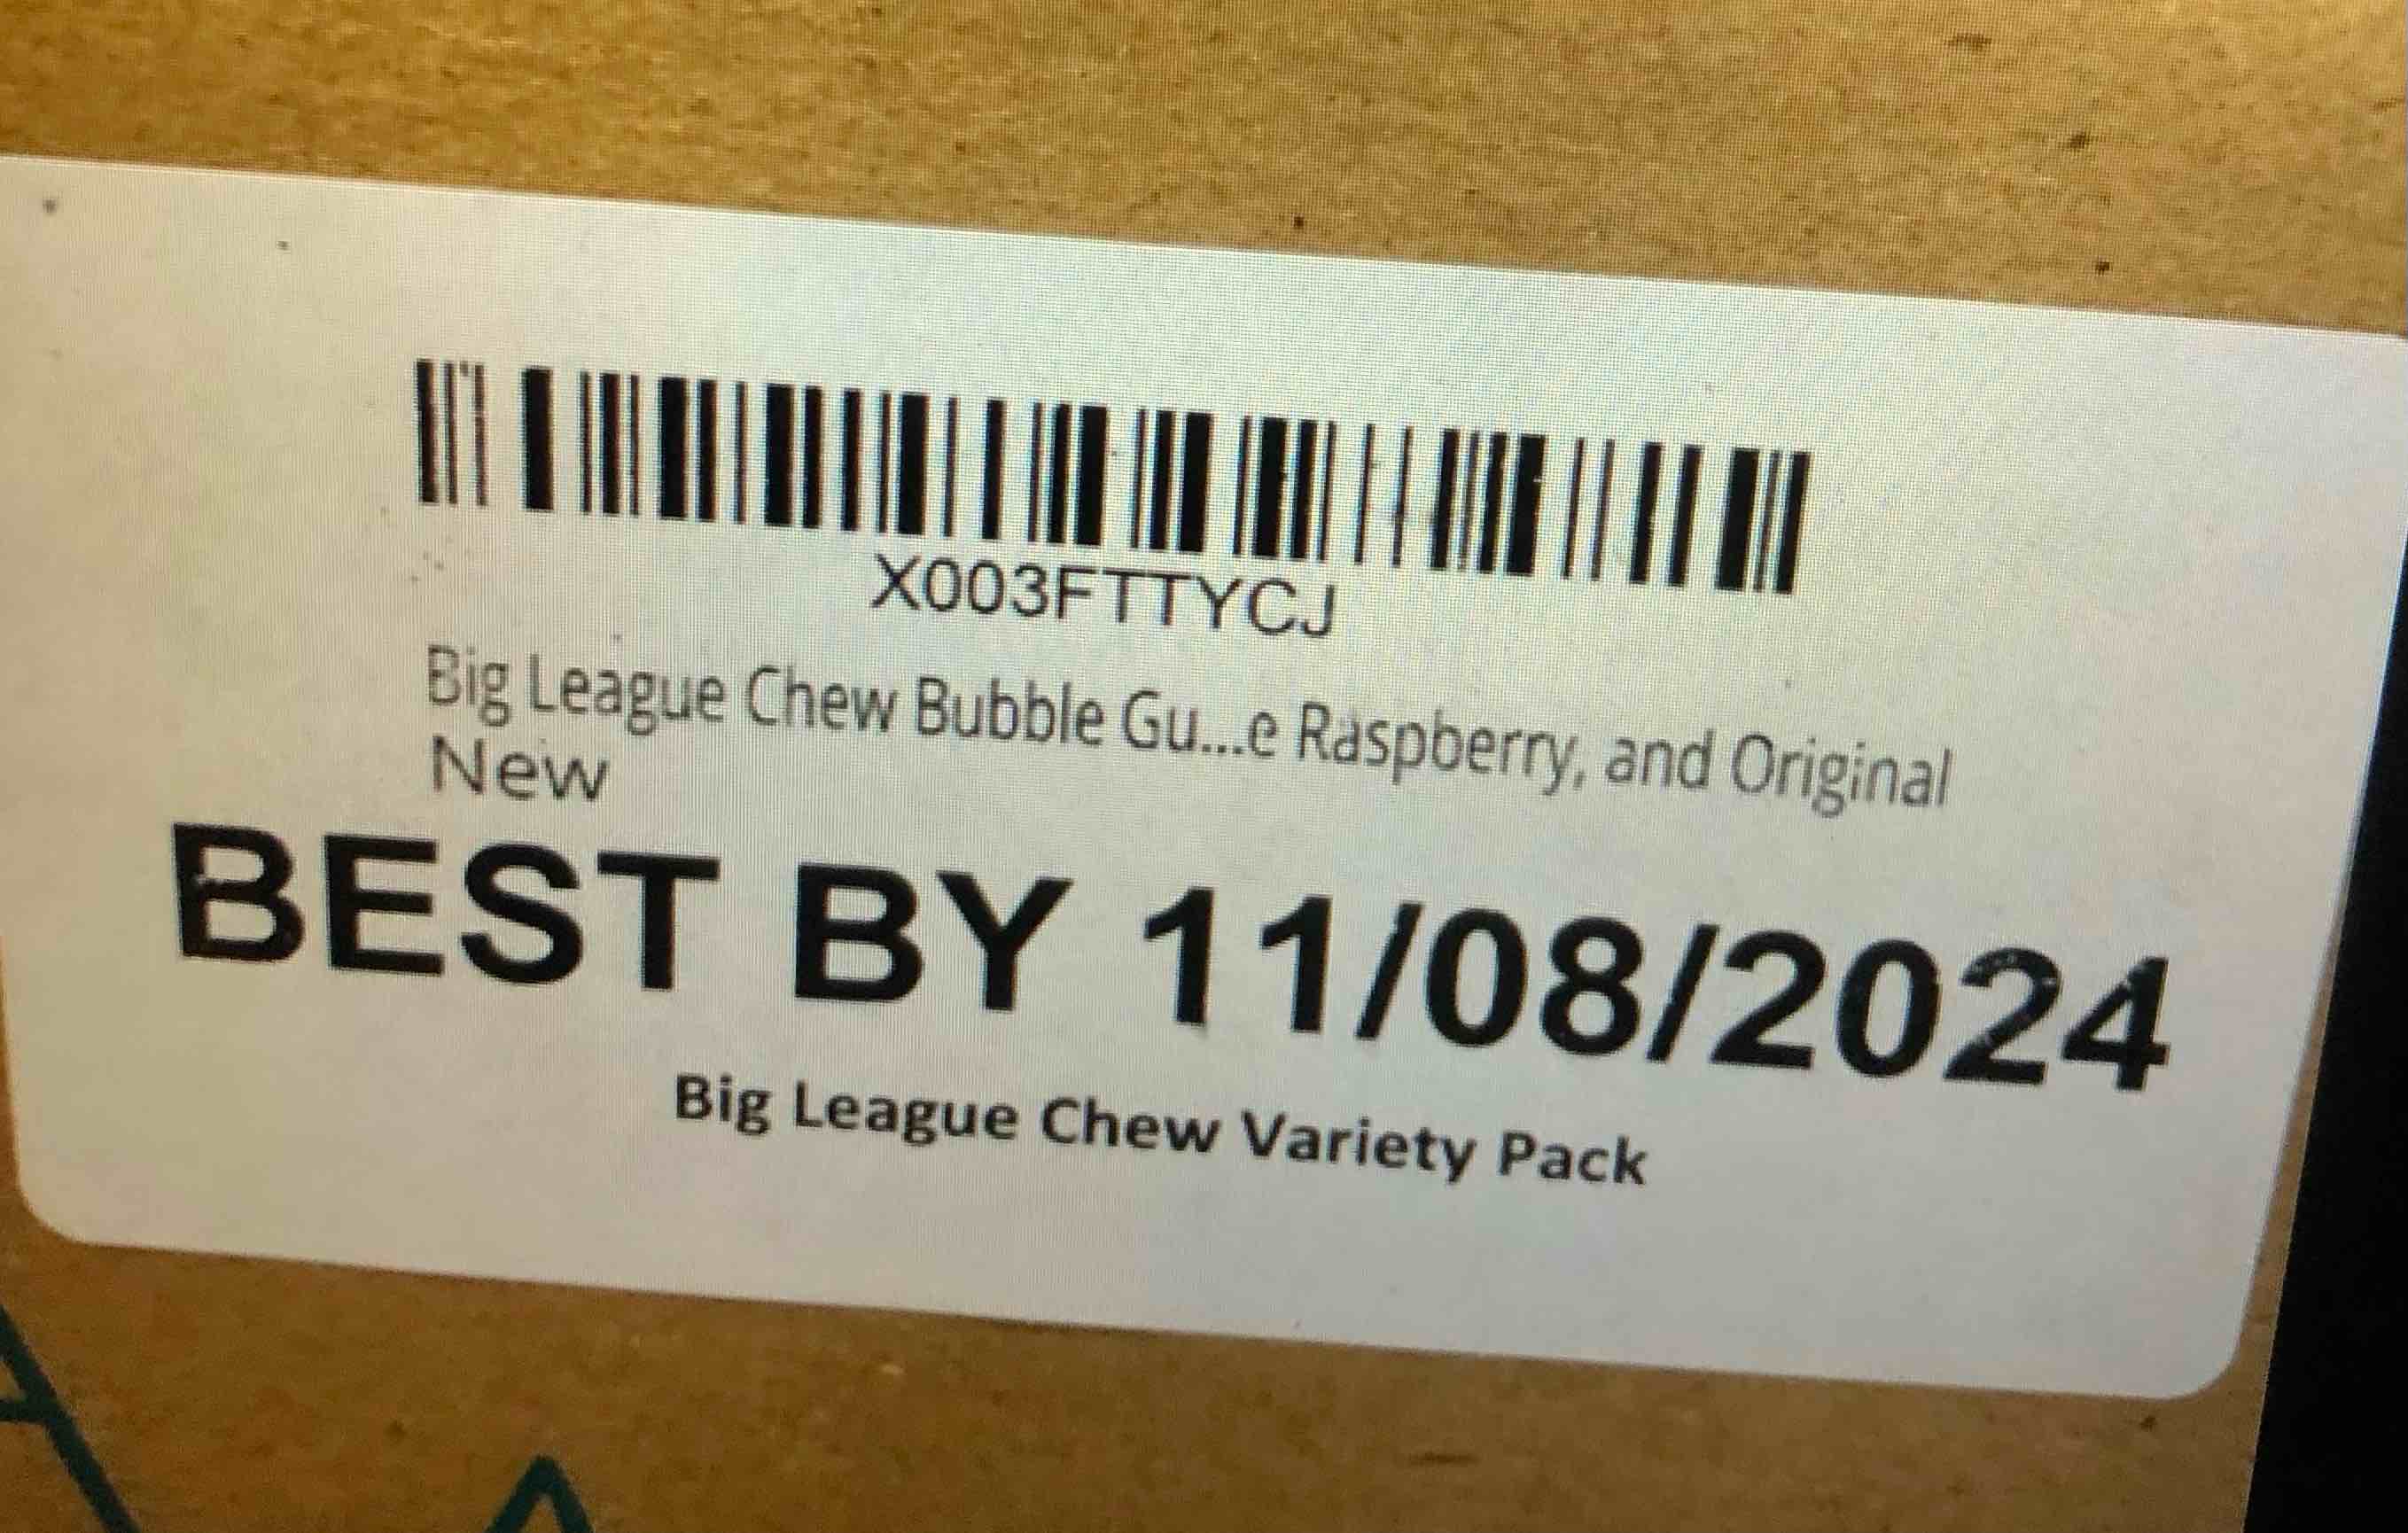 X003FTTYCJ
Big League Chew Bubble Gu...e Raspberry, and Original
New
BEST BY 11/08/2024
Big League Chew Variety Pack